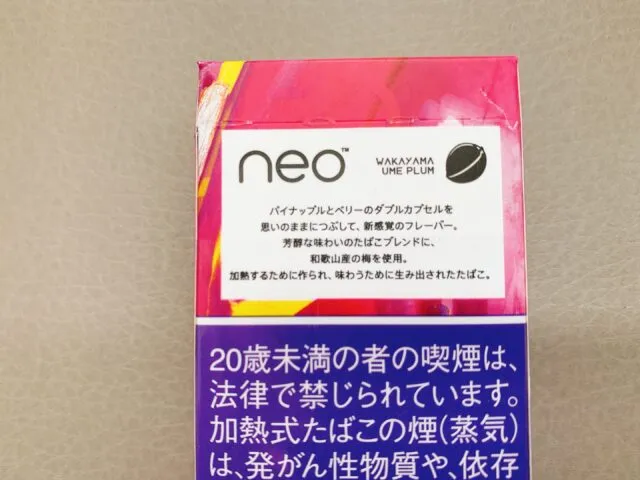 neo™
WAKAYAMA
UME PLUM
パイナップルとベリーのダブルカプセルを
思いのままにつぶして、新感覚のフレーバー。
芳醇な味わいのたばこブレンドに、
和歌山産の梅を使用。
加熱するために作られ、味わうために生み出されたたばこ。
20歳未満の者の喫煙は、
法律で禁じられています。
加熱式たばこの煙(蒸気)
は、発がん性物質や、依存